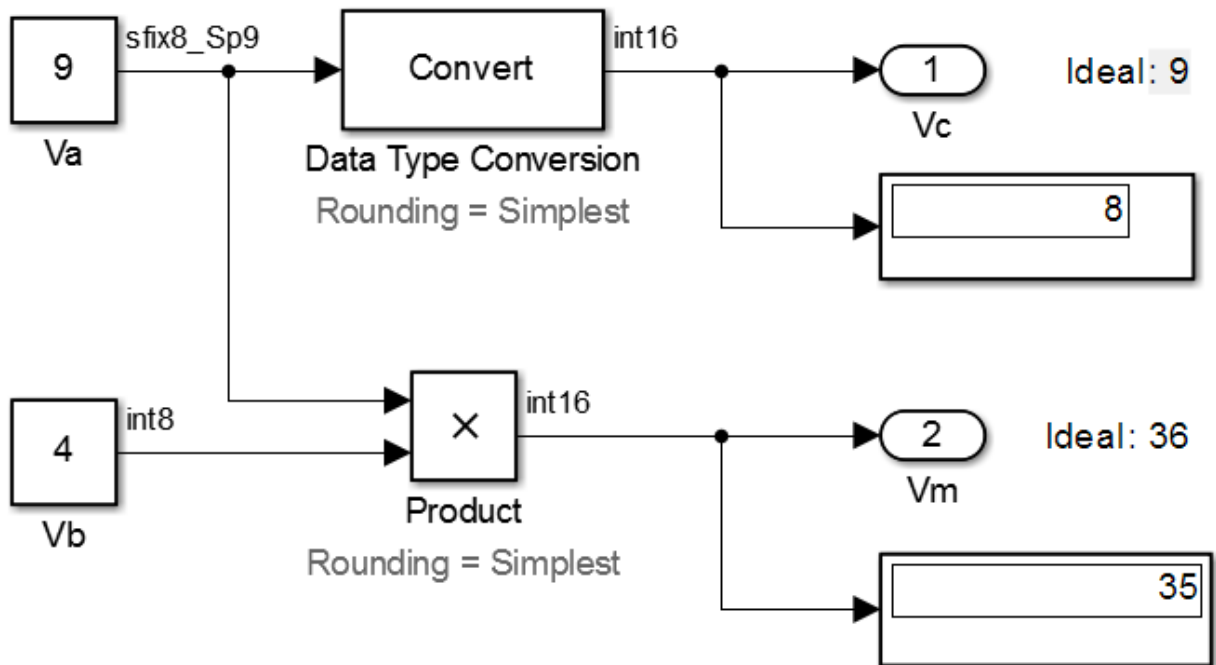 sfix8_Sp9
int16
9
Convert
1
Ideal: 9
Va
Data Type Conversion
Vc
Rounding = Simplest
8
int8
int16
4
×
2
Ideal: 36
Vb
Product
Vm
Rounding = Simplest
35